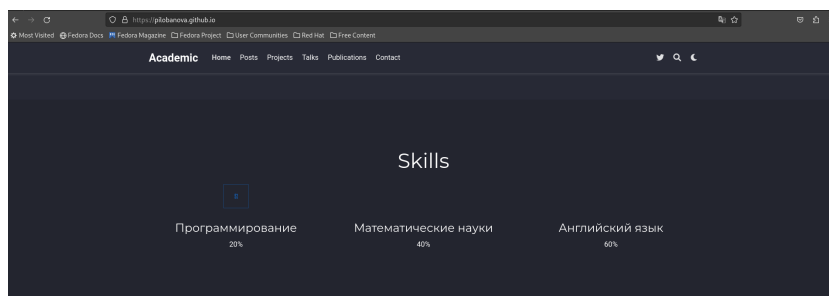 https://pilobanova.github.io
Most Visited Fedora Docs Fedora Magazine Fedora Project User Communities Red Hat Free Content
Academic Home Posts Projects Talks Publications Contact
Skills
Программирование Математические науки Английский язык
20% 40% 60%